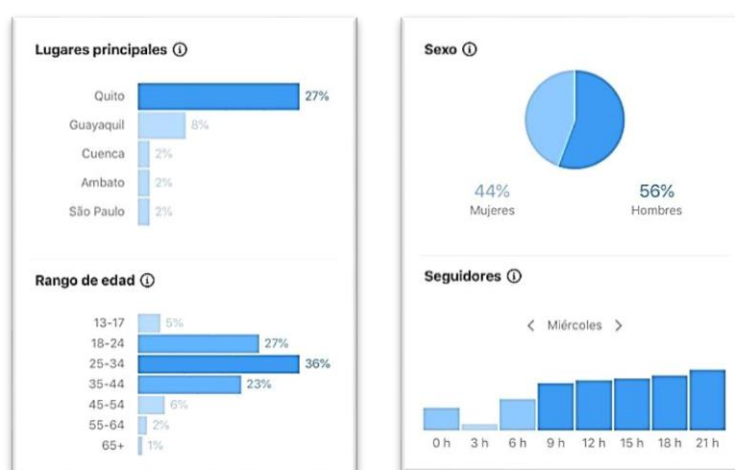 Lugares principales
Quito 27%
Guayaquil 8%
Cuenca 2%
Ambato 2%
São Paulo 2%
Rango de edad
13-17 5%
18-24 27%
25-34 36%
35-44 23%
45-54 6%
55-64 2%
65+ 1%
Sexo
44% 56%
Mujeres Hombres
Seguidores
< Miércoles >
0 h 3 h 6 h 9 h 12 h 15 h 18 h 21 h